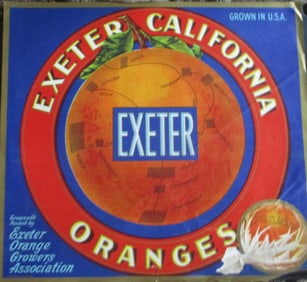 GROWN IN U.S.A.
EXETER CALIFORNIA
EXETER
ORANGES
Grown and
Packed by
Exeter
Orange
Growers
Association